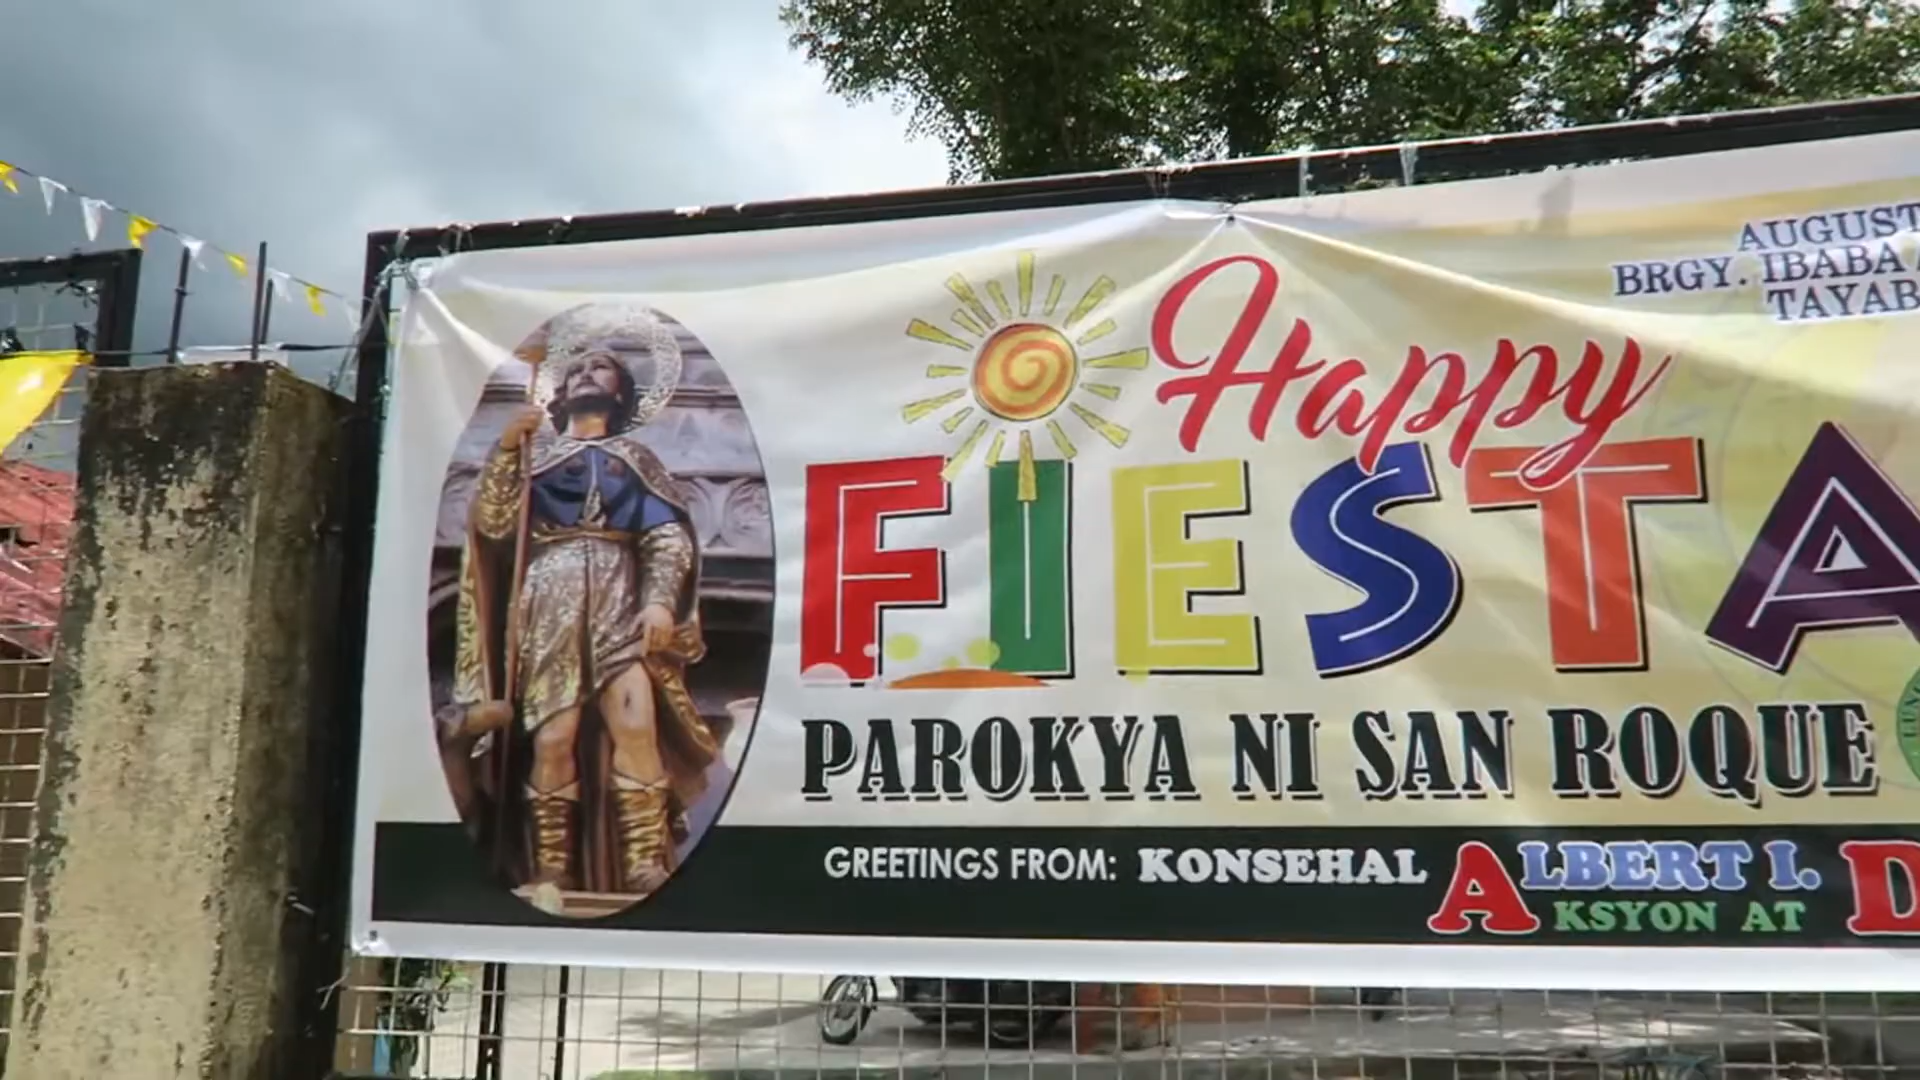 AUGUST
BRGY. IBABA
TAYAB
Happy
FIESTA
PAROKYA NI SAN ROQUE
GREETINGS FROM: KONSEHAL ALBERT I. D
AKSYON AT